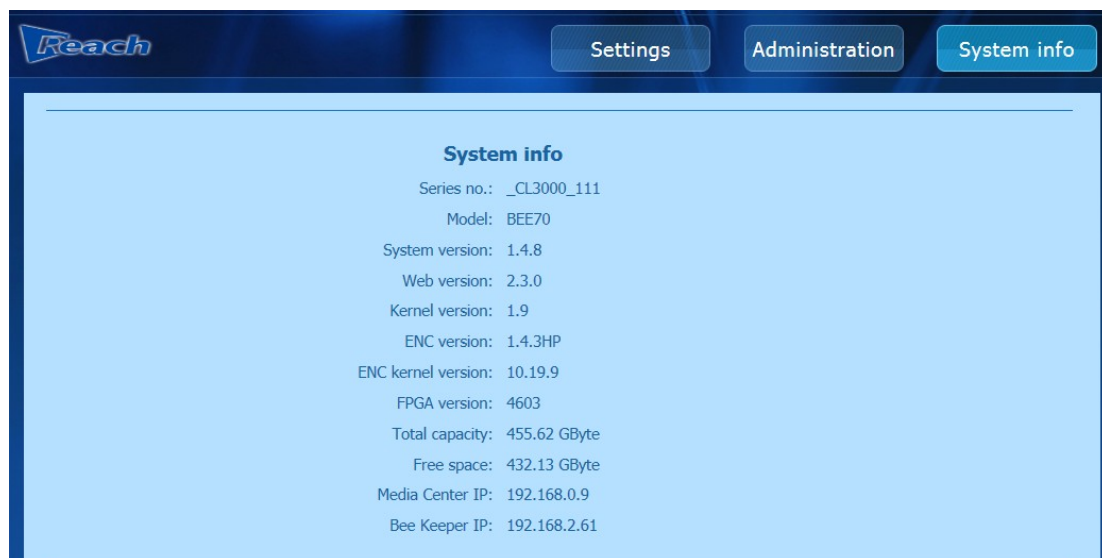 Reach
Settings Administration System info
System info
Series no.: _CL3000_111
Model: BEE70
System version: 1.4.8
Web version: 2.3.0
Kernel version: 1.9
ENC version: 1.4.3HP
ENC kernel version: 10.19.9
FPGA version: 4603
Total capacity: 455.62 GByte
Free space: 432.13 GByte
Media Center IP: 192.168.0.9
Bee Keeper IP: 192.168.2.61